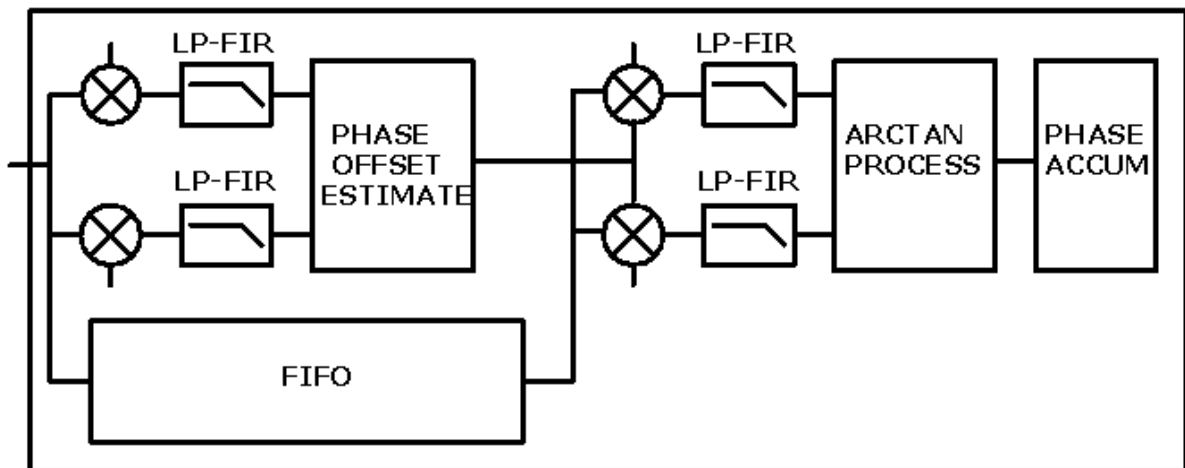 LP-FIR
LP-FIR
PHASE
OFFSET
ESTIMATE
LP-FIR
LP-FIR
ARCTAN
PROCESS
PHASE
ACCUM
FIFO